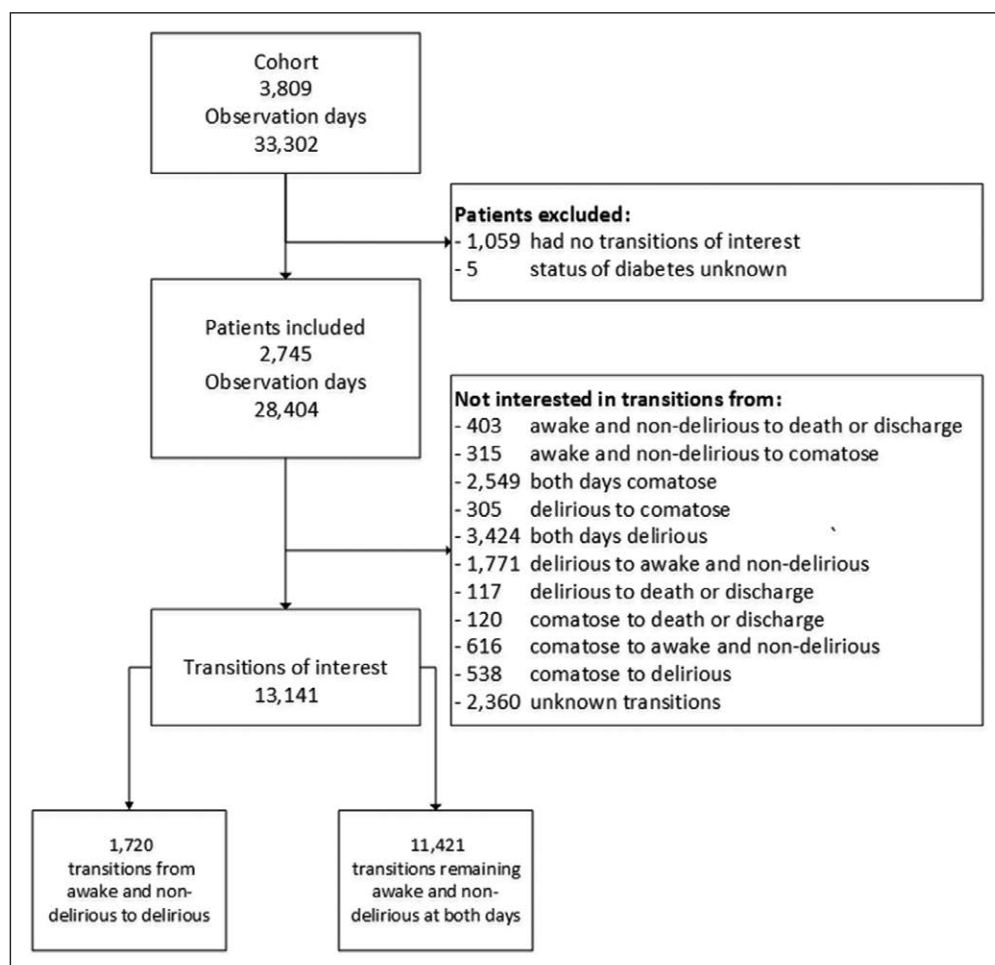 Cohort
3,809
Observation days
33,302
Patients excluded:
- 1,059 had no transitions of interest
- 5 status of diabetes unknown
Patients included
2,745
Observation days
28,404
Not interested in transitions from:
- 403 awake and non-delirious to death or discharge
- 315 awake and non-delirious to comatose
- 2,549 both days comatose
- 305 delirious to comatose
- 3,424 both days delirious
- 1,771 delirious to awake and non-delirious
- 117 delirious to death or discharge
- 120 comatose to death or discharge
- 616 comatose to awake and non-delirious
- 538 comatose to delirious
- 2,360 unknown transitions
Transitions of interest
13,141
1,720
transitions from
awake and non-
delirious to delirious
11,421
transitions remaining
awake and non-
delirious at both days